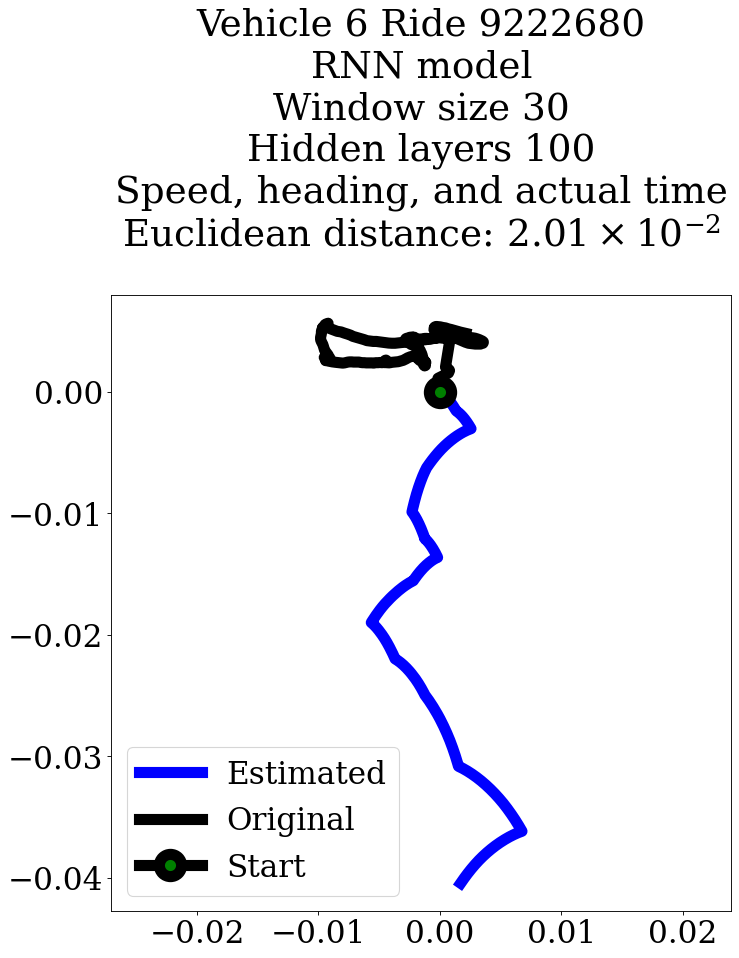 Vehicle 6 Ride 9222680
RNN model
Window size 30
Hidden layers 100
Speed, heading, and actual time
Euclidean distance: 2.01 × 10⁻²
0.00
−0.01
−0.02
−0.03
−0.04
Estimated
Original
Start
−0.02 −0.01 0.00 0.01 0.02